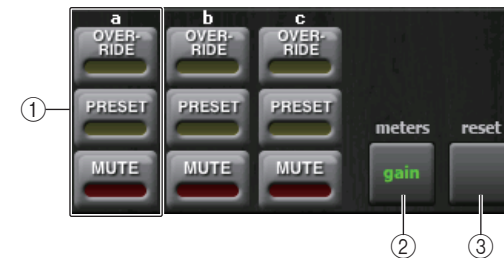 a b c
OVER-
RIDE
OVER-
RIDE
OVER-
RIDE
1
PRESET PRESET PRESET
meters reset
MUTE MUTE MUTE
gain
2 3